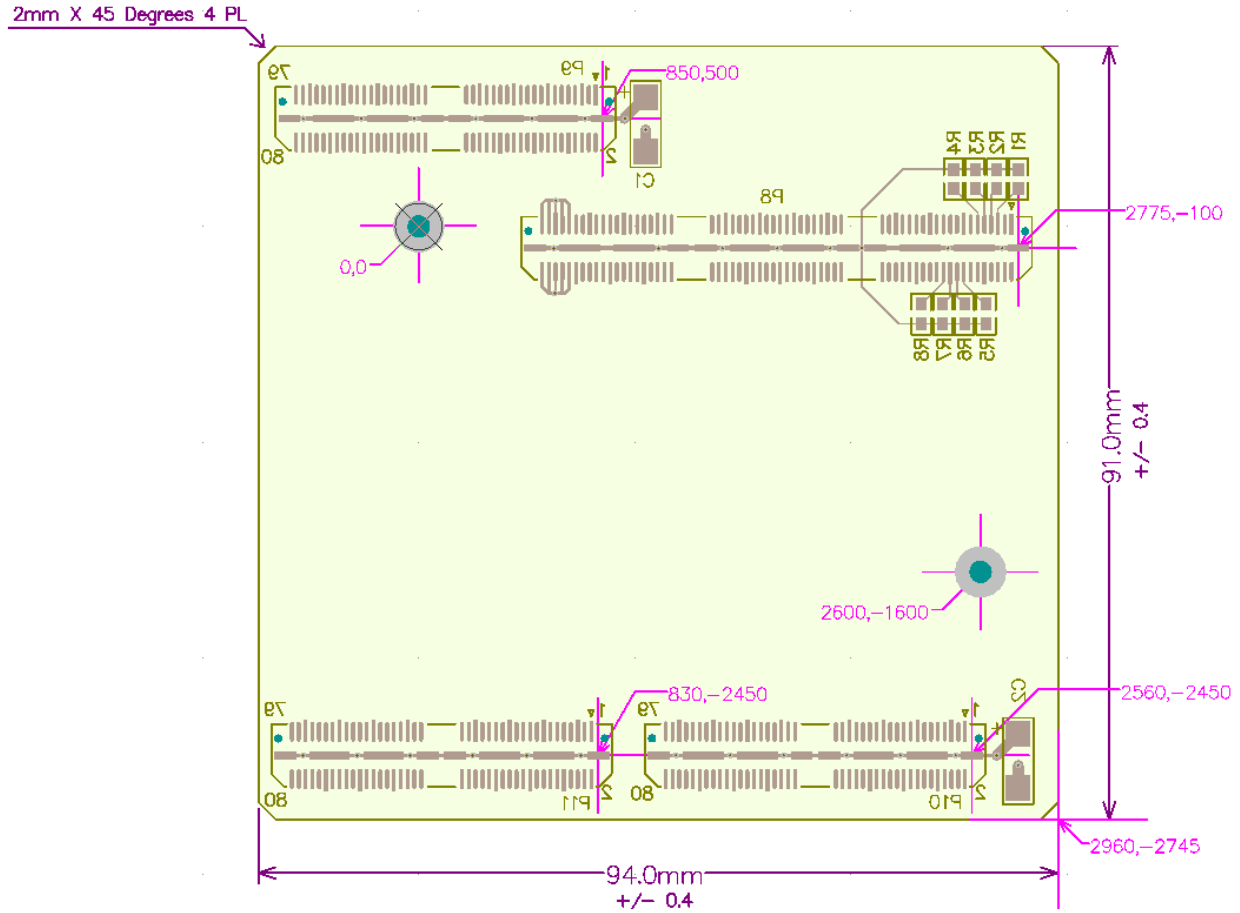 2mm X 45 Degrees 4 PL
79
P9
1
850,500
80
2
C1
R4
R3
R2
R1
P8
2775,-100
0,0
R8
R7
R6
R5
91.0mm
+/- 0.4
2600,-1600
C2
79
1
830,-2450
79
1
2560,-2450
80
P11
2
80
P10
2
2960,-2745
94.0mm
+/- 0.4